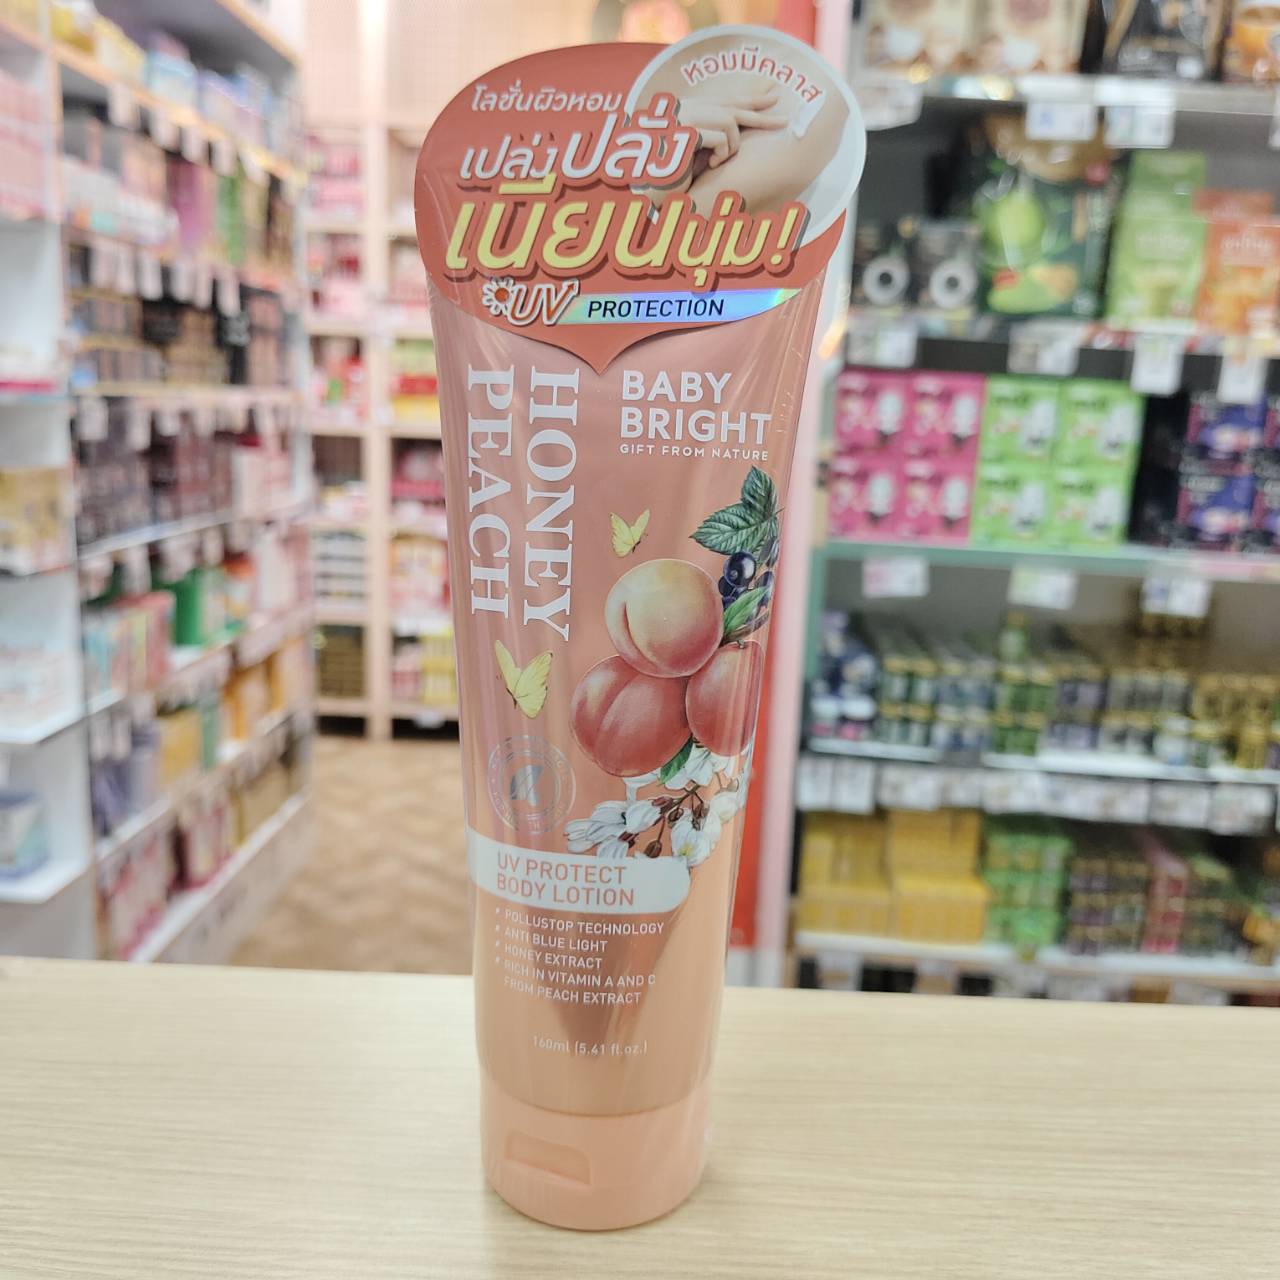 หอมมีคลาส
โลชั่นผิวหอม
เปล่งปลั่ง
เนียนนุ่ม!
UV PROTECTION
HONEY
PEACH
BABY
BRIGHT
GIFT FROM NATURE
UV PROTECT
BODY LOTION
POLLUSTOP TECHNOLOGY
ANTI BLUE LIGHT
HONEY EXTRACT
RICH IN VITAMIN A AND C
FROM PEACH EXTRACT
160ml (5.41 fl.oz.)